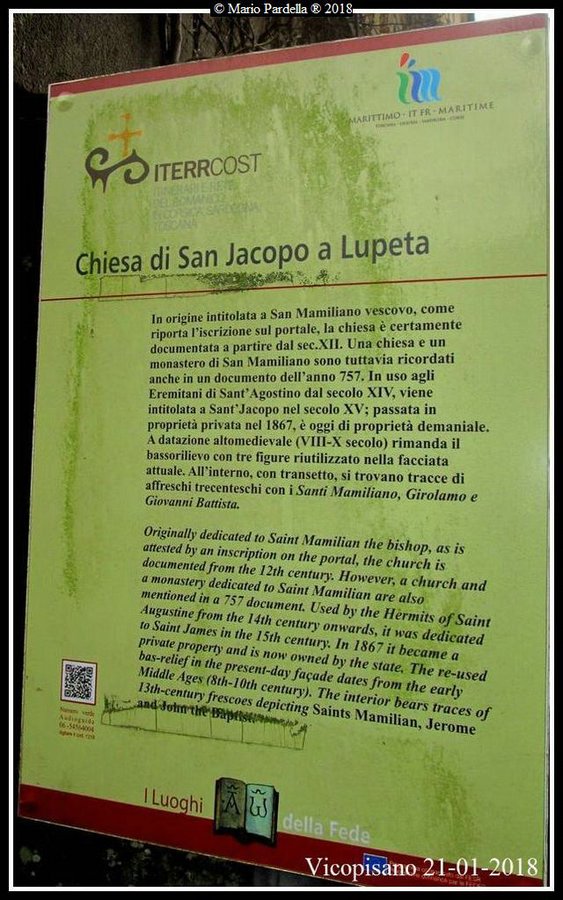 © Mario Pardella ® 2018
im
MARITTIMO - IT FR - MARITIME
TOSCANA - LIGURIA - SARDEGNA - CORSICA
ITERRCOST
Chiesa di San Jacopo a Lupeta
In origine intitolata a San Mamiliano vescovo, come
riporta l'iscrizione sul portale, la chiesa è certamente
documentata a partire dal sec.XII. Una chiesa e un
monastero di San Mamiliano sono tuttavia ricordati
anche in un documento dell'anno 757. In uso agli
Eremitani di Sant'Agostino dal secolo XIV, viene
intitolata a Sant'Jacopo nel secolo XV; passata in
proprietà privata nel 1867, è oggi di proprietà demaniale.
A datazione altomedievale (VIII-X secolo) rimanda il
bassorilievo con tre figure riutilizzato nella facciata
attuale. All'interno, con transetto, si trovano tracce di
affreschi trecenteschi con i Santi Mamiliano, Girolamo e
Giovanni Battista.
Originally dedicated to Saint Mamilian the bishop, as is
attested by an inscription on the portal, the church is
documented from the 12th century. However, a church and
a monastery dedicated to Saint Mamilian are also
mentioned in a 757 document. Used by the Hermits of Saint
Augustine from the 14th century onwards, it was dedicated
to Saint James in the 15th century. In 1867 it became a
private property and is now owned by the state. The re-used
bas-relief in the present-day façade dates from the early
Middle Ages (8th-10th century). The interior bears traces of
13th-century frescoes depicting Saints Mamilian, Jerome
and John the Baptist.
Numero verde
Audioguida
06-54564004
I Luoghi
della Fede
Vicopisano 21-01-2018